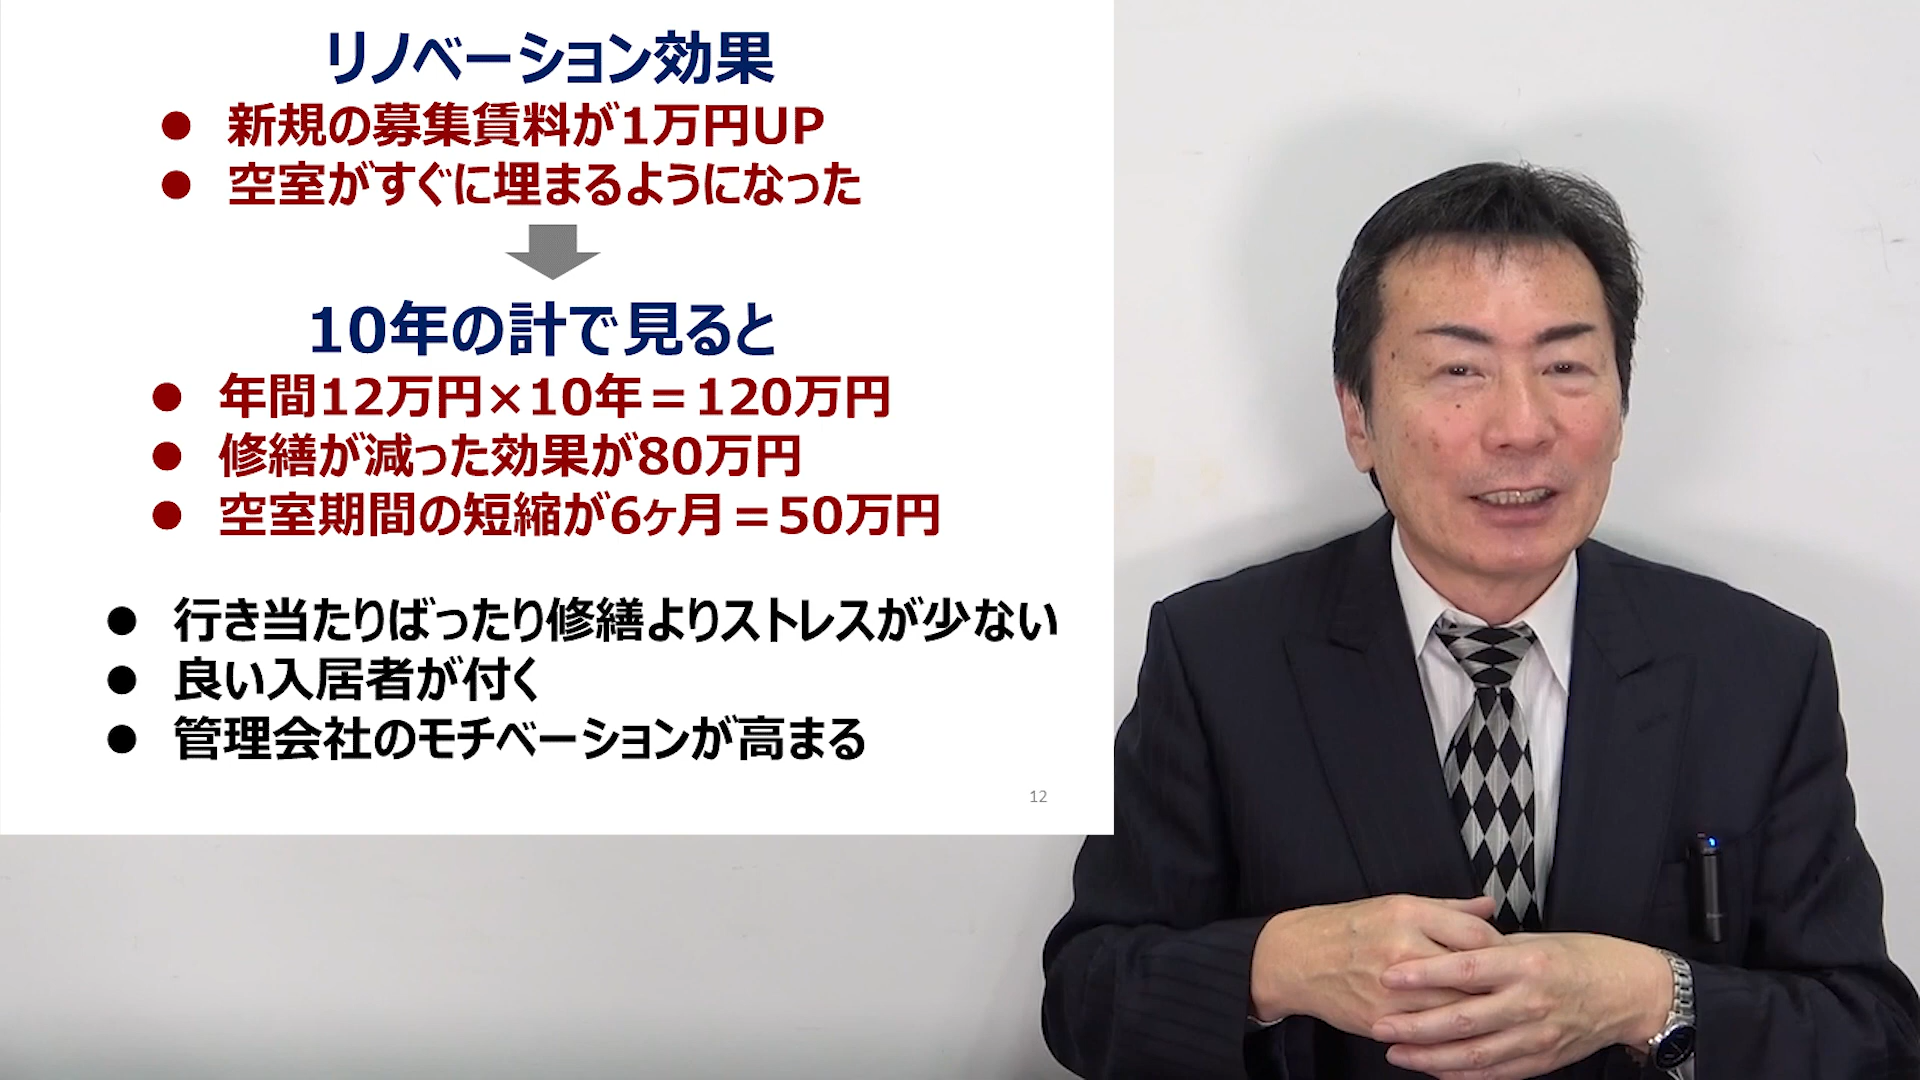 リノベーション効果
● 新規の募集賃料が1万円UP
● 空室がすぐに埋まるようになった
10年の計で見ると
● 年間12万円×10年＝120万円
● 修繕が減った効果が80万円
● 空室期間の短縮が6ヶ月＝50万円
● 行き当たりばったり修繕よりストレスが少ない
● 良い入居者が付く
● 管理会社のモチベーションが高まる
12